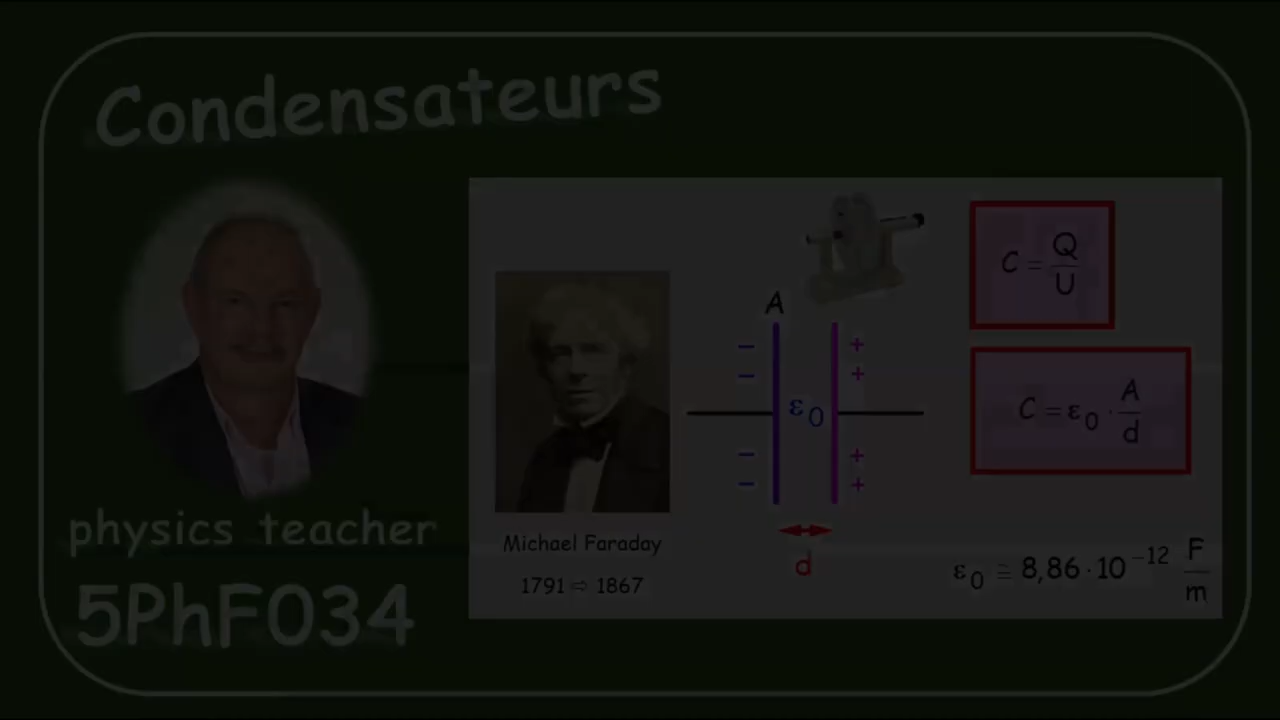 Condensateurs
physics teacher
5PhF034
Michael Faraday
1791 ⇨ 1867
A
− +
− +
ε₀
− +
− +
d
C = Q/U
C = ε₀ · A/d
ε₀ ≅ 8,86 · 10⁻¹² F/m